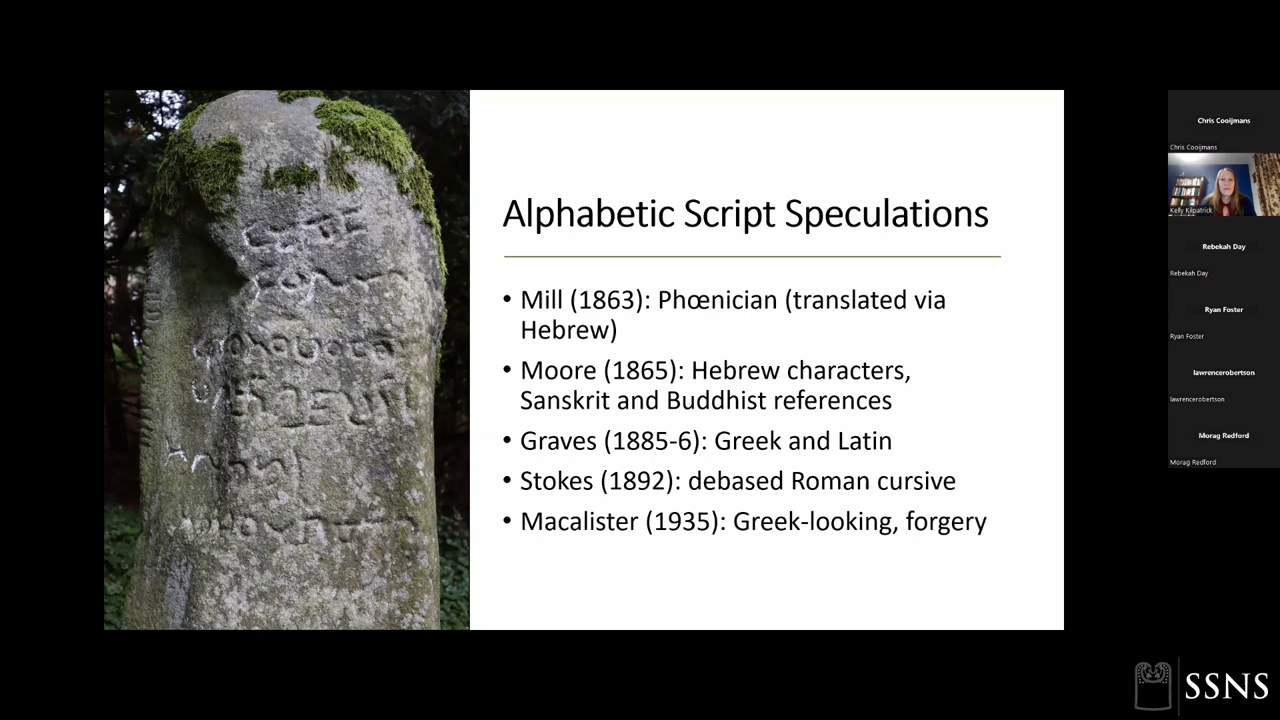 Alphabetic Script Speculations
• Mill (1863): Phœnician (translated via
Hebrew)
• Moore (1865): Hebrew characters,
Sanskrit and Buddhist references
• Graves (1885-6): Greek and Latin
• Stokes (1892): debased Roman cursive
• Macalister (1935): Greek-looking, forgery
Chris Cooijmans
Chris Cooijmans
Kelly Kilpatrick
Rebekah Day
Rebekah Day
Ryan Foster
Ryan Foster
lawrencerobertson
lawrencerobertson
Morag Redford
Morag Redford
SSNS